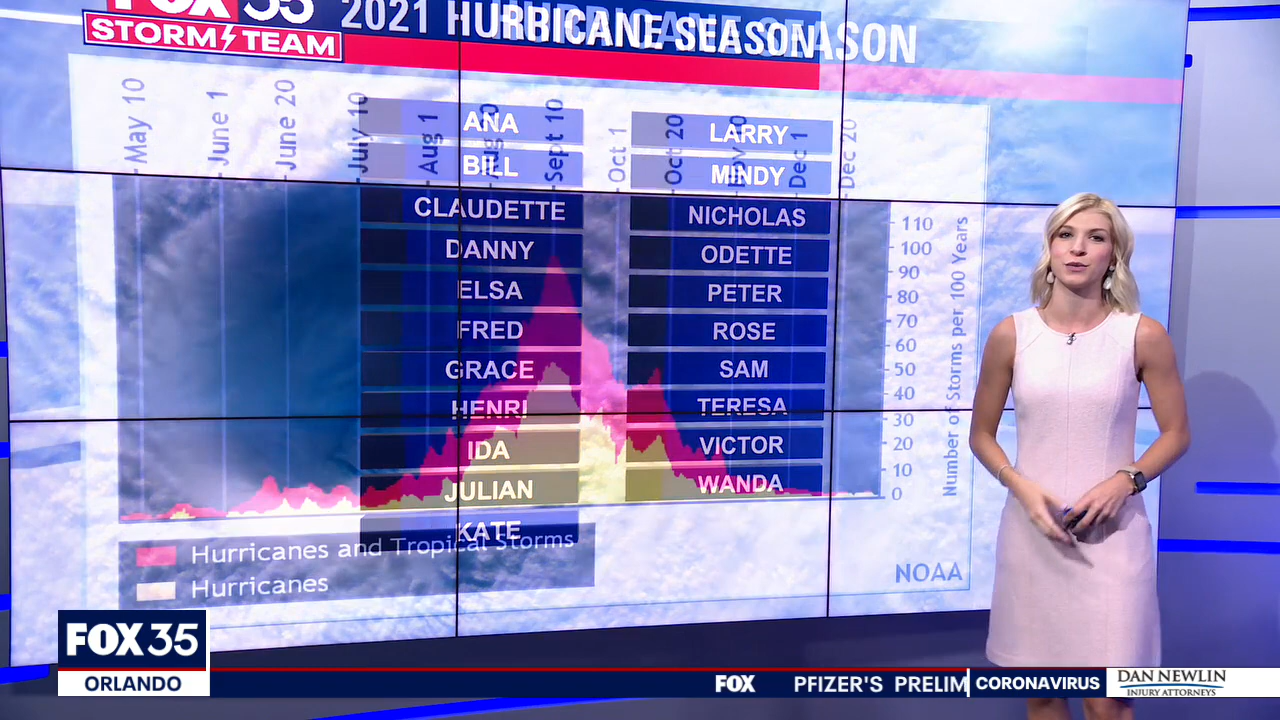 FOX 35
STORM TEAM
2021 HURRICANE SEASON
HURRICANE SEASON
May 10
June 1
June 20
July 10
Aug 1
Sept 10
Oct 1
Oct 20
Dec 1
Dec 20
ANA
BILL
CLAUDETTE
DANNY
ELSA
FRED
GRACE
HENRI
IDA
JULIAN
KATE
LARRY
MINDY
NICHOLAS
ODETTE
PETER
ROSE
SAM
TERESA
VICTOR
WANDA
110
100
90
80
70
60
50
40
30
20
10
0
Number of Storms per 100 Years
Hurricanes and Tropical Storms
Hurricanes
NOAA
FOX 35
ORLANDO
FOX
PFIZER'S PRELIM
CORONAVIRUS
DAN NEWLIN
INJURY ATTORNEYS